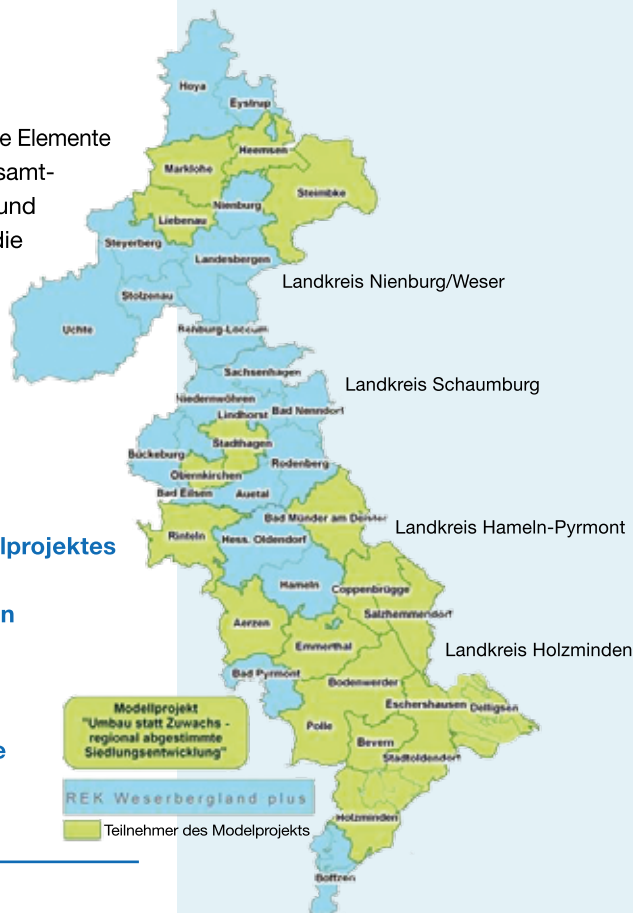 e Elemente
samt-
und
die
Hoya
Eystrup
Heemsen
Marklohe
Steimbke
Nienburg
Liebenau
Steyerberg
Landesbergen
Landkreis Nienburg/Weser
Stolzenau
Uchte
Rehburg-Loccum
Sachsenhagen
Landkreis Schaumburg
Niedernwöhren
Lindhorst
Bad Nenndorf
Stadthagen
Bückeburg
Rodenberg
Obernkirchen
Bad Eilsen
Auetal
Bad Münder am Deister
Landkreis Hameln-Pyrmont
Rinteln
Hess. Oldendorf
lprojektes
Hameln
Coppenbrügge
n
Salzhemmendorf
Aerzen
Emmerthal
Landkreis Holzminden
Bad Pyrmont
Bodenwerder
Eschershausen
Delligsen
Modellprojekt
"Umbau statt Zuwachs -
regional abgestimmte
Siedlungsentwicklung"
Polle
Bevern
e
Stadtoldendorf
REK Weserbergland plus
Holzminden
Teilnehmer des Modelprojekts
Boffzen